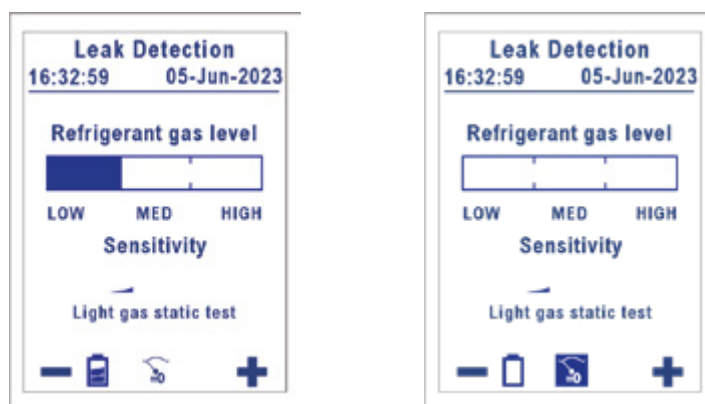 Leak Detection
16:32:59 05-Jun-2023
Refrigerant gas level
LOW MED HIGH
Sensitivity
Light gas static test
=0
Leak Detection
16:32:59 05-Jun-2023
Refrigerant gas level
LOW MED HIGH
Sensitivity
Light gas static test
=0